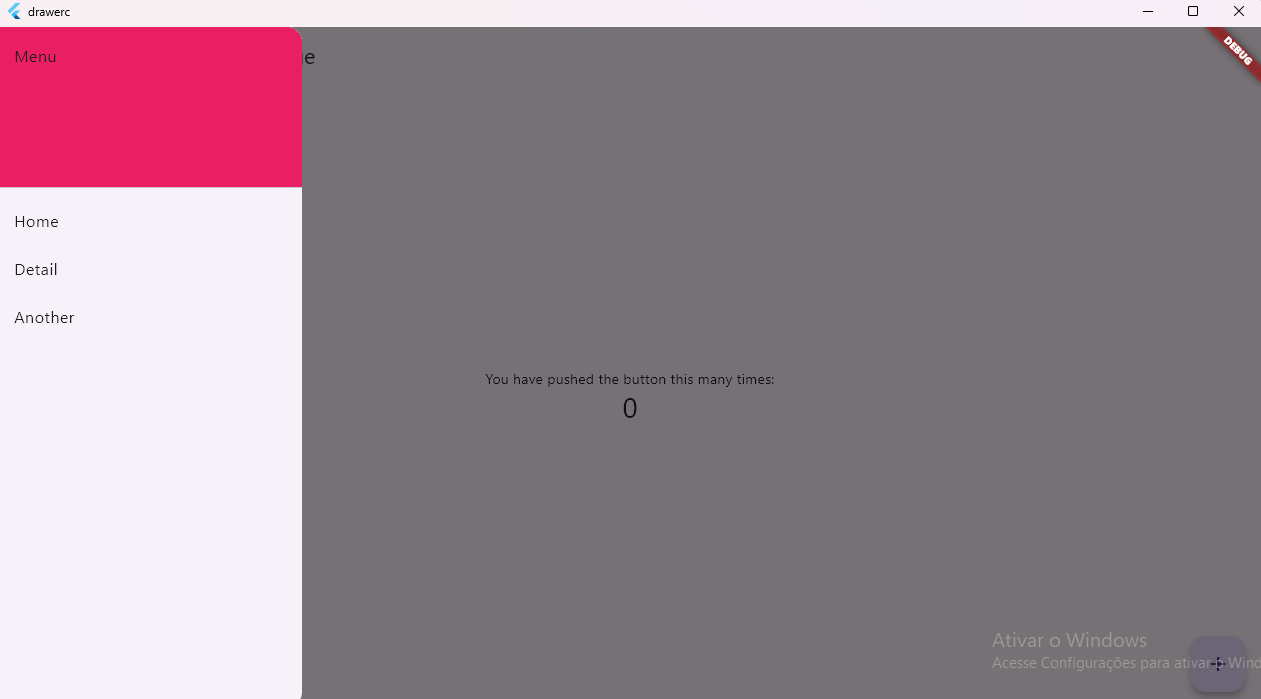 drawerc
DEBUG
Menu
Home
Detail
Another
You have pushed the button this many times:
0
Ativar o Windows
Acesse Configurações para ativar o